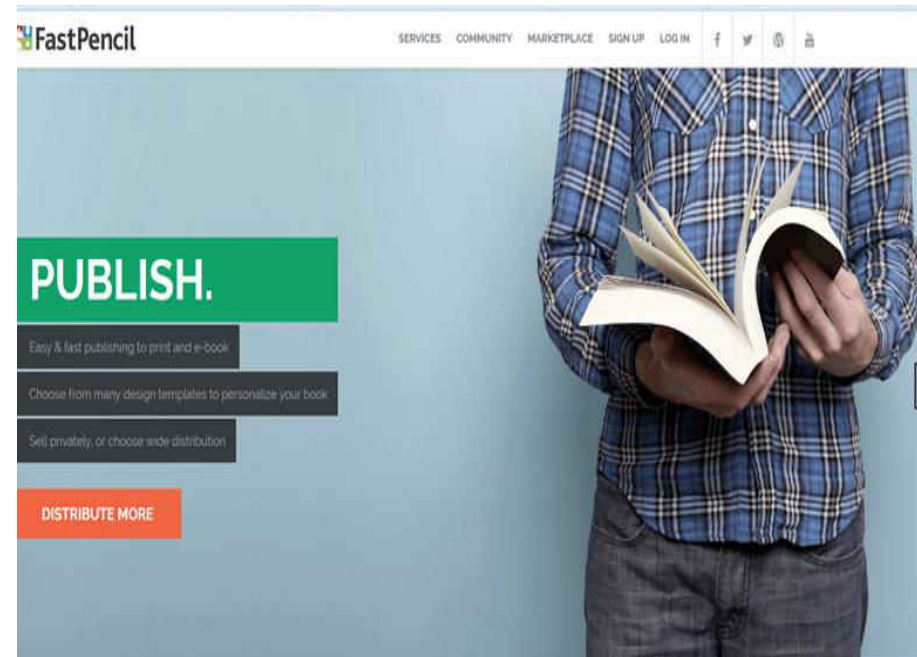 FastPencil
SERVICES COMMUNITY MARKETPLACE SIGN UP LOG IN
PUBLISH.
Easy & fast publishing to print and e-book
Choose from many design templates to personalize your book
Sell privately, or choose wide distribution
DISTRIBUTE MORE